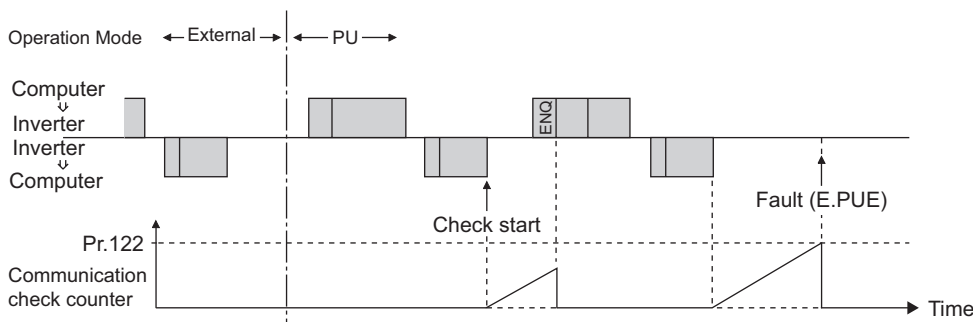 Operation Mode
External
PU
Computer
Inverter
Inverter
Computer
ENQ
Check start
Fault (E.PUE)
Pr.122
Communication
check counter
Time